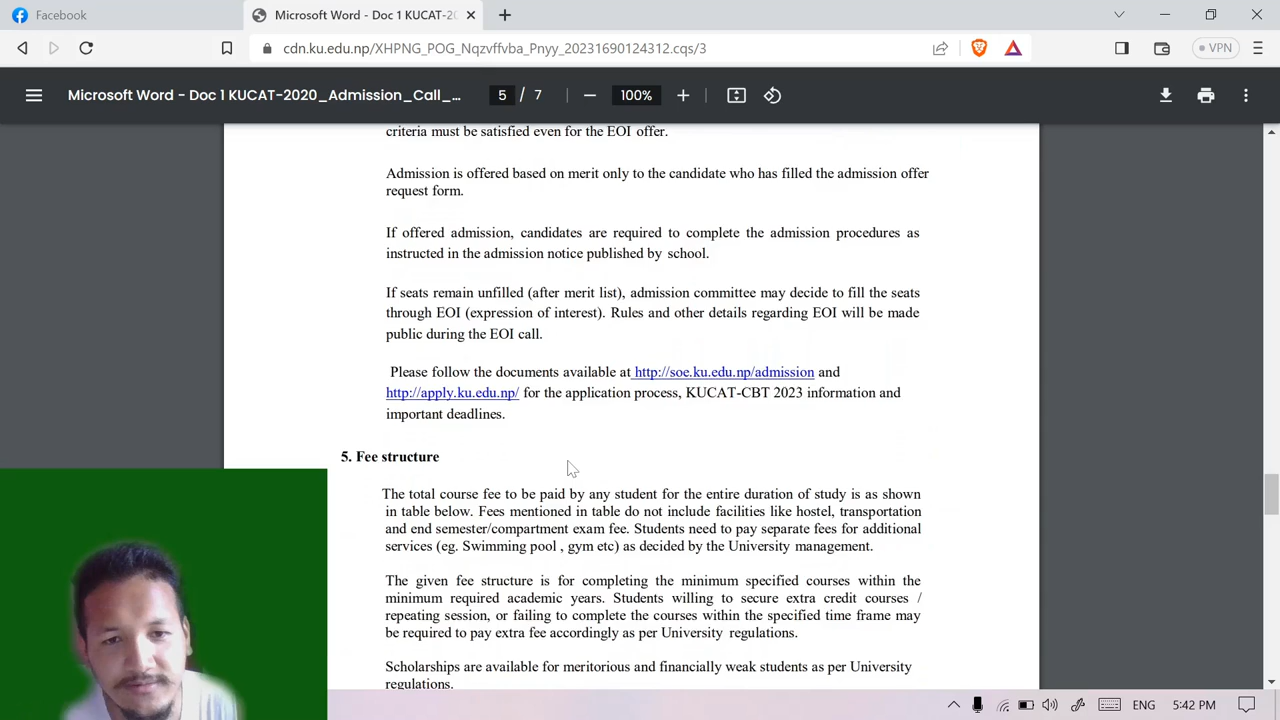 Facebook
Microsoft Word - Doc 1 KUCAT-20
cdn.ku.edu.np/XHPNG_POG_Nqzvffvba_Pnyy_20231690124312.cqs/3
VPN
Microsoft Word - Doc 1 KUCAT-2020_Admission_Call_...
5 / 7
100%
criteria must be satisfied even for the EOI offer.
Admission is offered based on merit only to the candidate who has filled the admission offer
request form.
If offered admission, candidates are required to complete the admission procedures as
instructed in the admission notice published by school.
If seats remain unfilled (after merit list), admission committee may decide to fill the seats
through EOI (expression of interest). Rules and other details regarding EOI will be made
public during the EOI call.
Please follow the documents available at http://soe.ku.edu.np/admission and
http://apply.ku.edu.np/ for the application process, KUCAT-CBT 2023 information and
important deadlines.
5. Fee structure
The total course fee to be paid by any student for the entire duration of study is as shown
in table below. Fees mentioned in table do not include facilities like hostel, transportation
and end semester/compartment exam fee. Students need to pay separate fees for additional
services (eg. Swimming pool , gym etc) as decided by the University management.
The given fee structure is for completing the minimum specified courses within the
minimum required academic years. Students willing to secure extra credit courses /
repeating session, or failing to complete the courses within the specified time frame may
be required to pay extra fee accordingly as per University regulations.
Scholarships are available for meritorious and financially weak students as per University
regulations.
ENG
5:42 PM